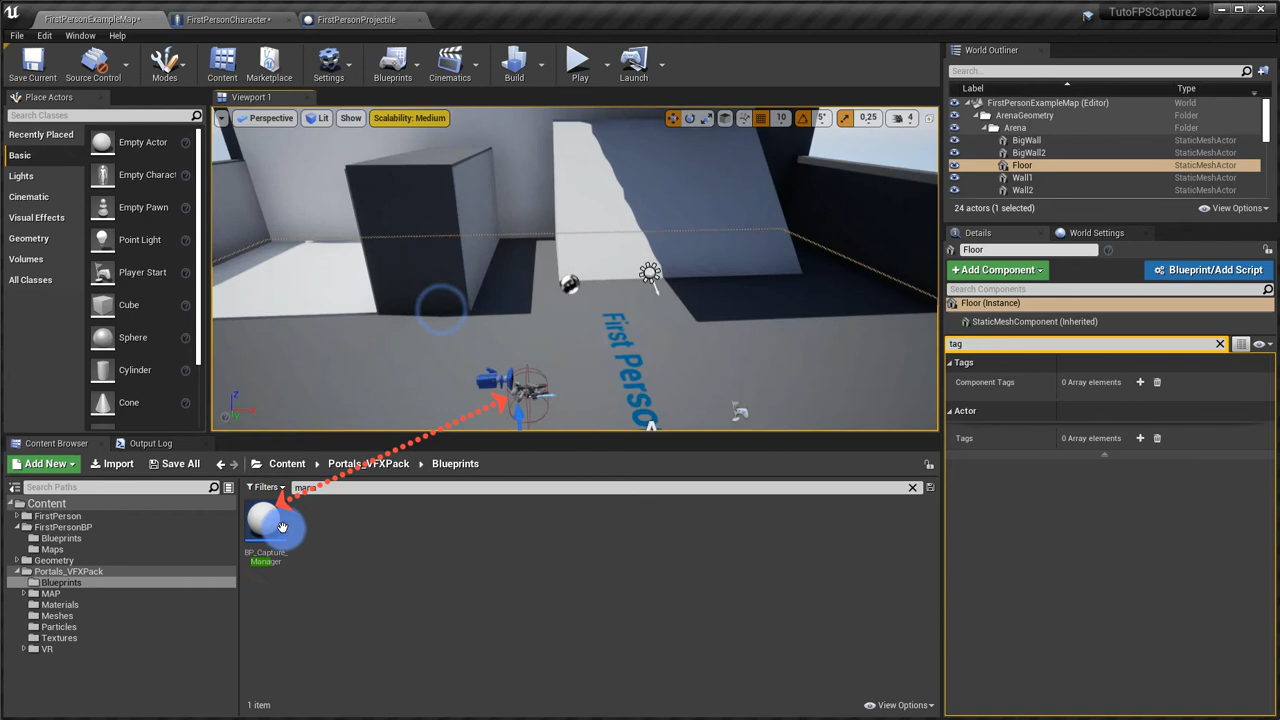 FirstPersonExampleMap*
FirstPersonCharacter*
FirstPersonProjectile
TutoFPSCapture2
File Edit Window Help
Save Current
Source Control
Modes
Content
Marketplace
Settings
Blueprints
Cinematics
Build
Play
Launch
Place Actors
Search Classes
Recently Placed
Basic
Lights
Cinematic
Visual Effects
Geometry
Volumes
All Classes
Empty Actor
Empty Charac
Empty Pawn
Point Light
Player Start
Cube
Sphere
Cylinder
Cone
Viewport 1
Perspective
Lit
Show
Scalability: Medium
10
5°
0,25
4
First Perso
World Outliner
Search...
Label Type
FirstPersonExampleMap (Editor) World
ArenaGeometry Folder
Arena Folder
BigWall StaticMeshActor
BigWall2 StaticMeshActor
Floor StaticMeshActor
Wall1 StaticMeshActor
Wall2 StaticMeshActor
24 actors (1 selected)
View Options
Details
World Settings
Floor
+Add Component
Blueprint/Add Script
Search Components
Floor (Instance)
StaticMeshComponent (Inherited)
tag
Tags
Component Tags 0 Array elements
Actor
Tags 0 Array elements
Content Browser
Output Log
Add New
Import
Save All
Content
Portals_VFXPack
Blueprints
Search Paths
Filters
mana
Content
FirstPerson
FirstPersonBP
Blueprints
Maps
Geometry
Portals_VFXPack
Blueprints
MAP
Materials
Meshes
Particles
Textures
VR
BP_Capture_
Manager
1 item
View Options